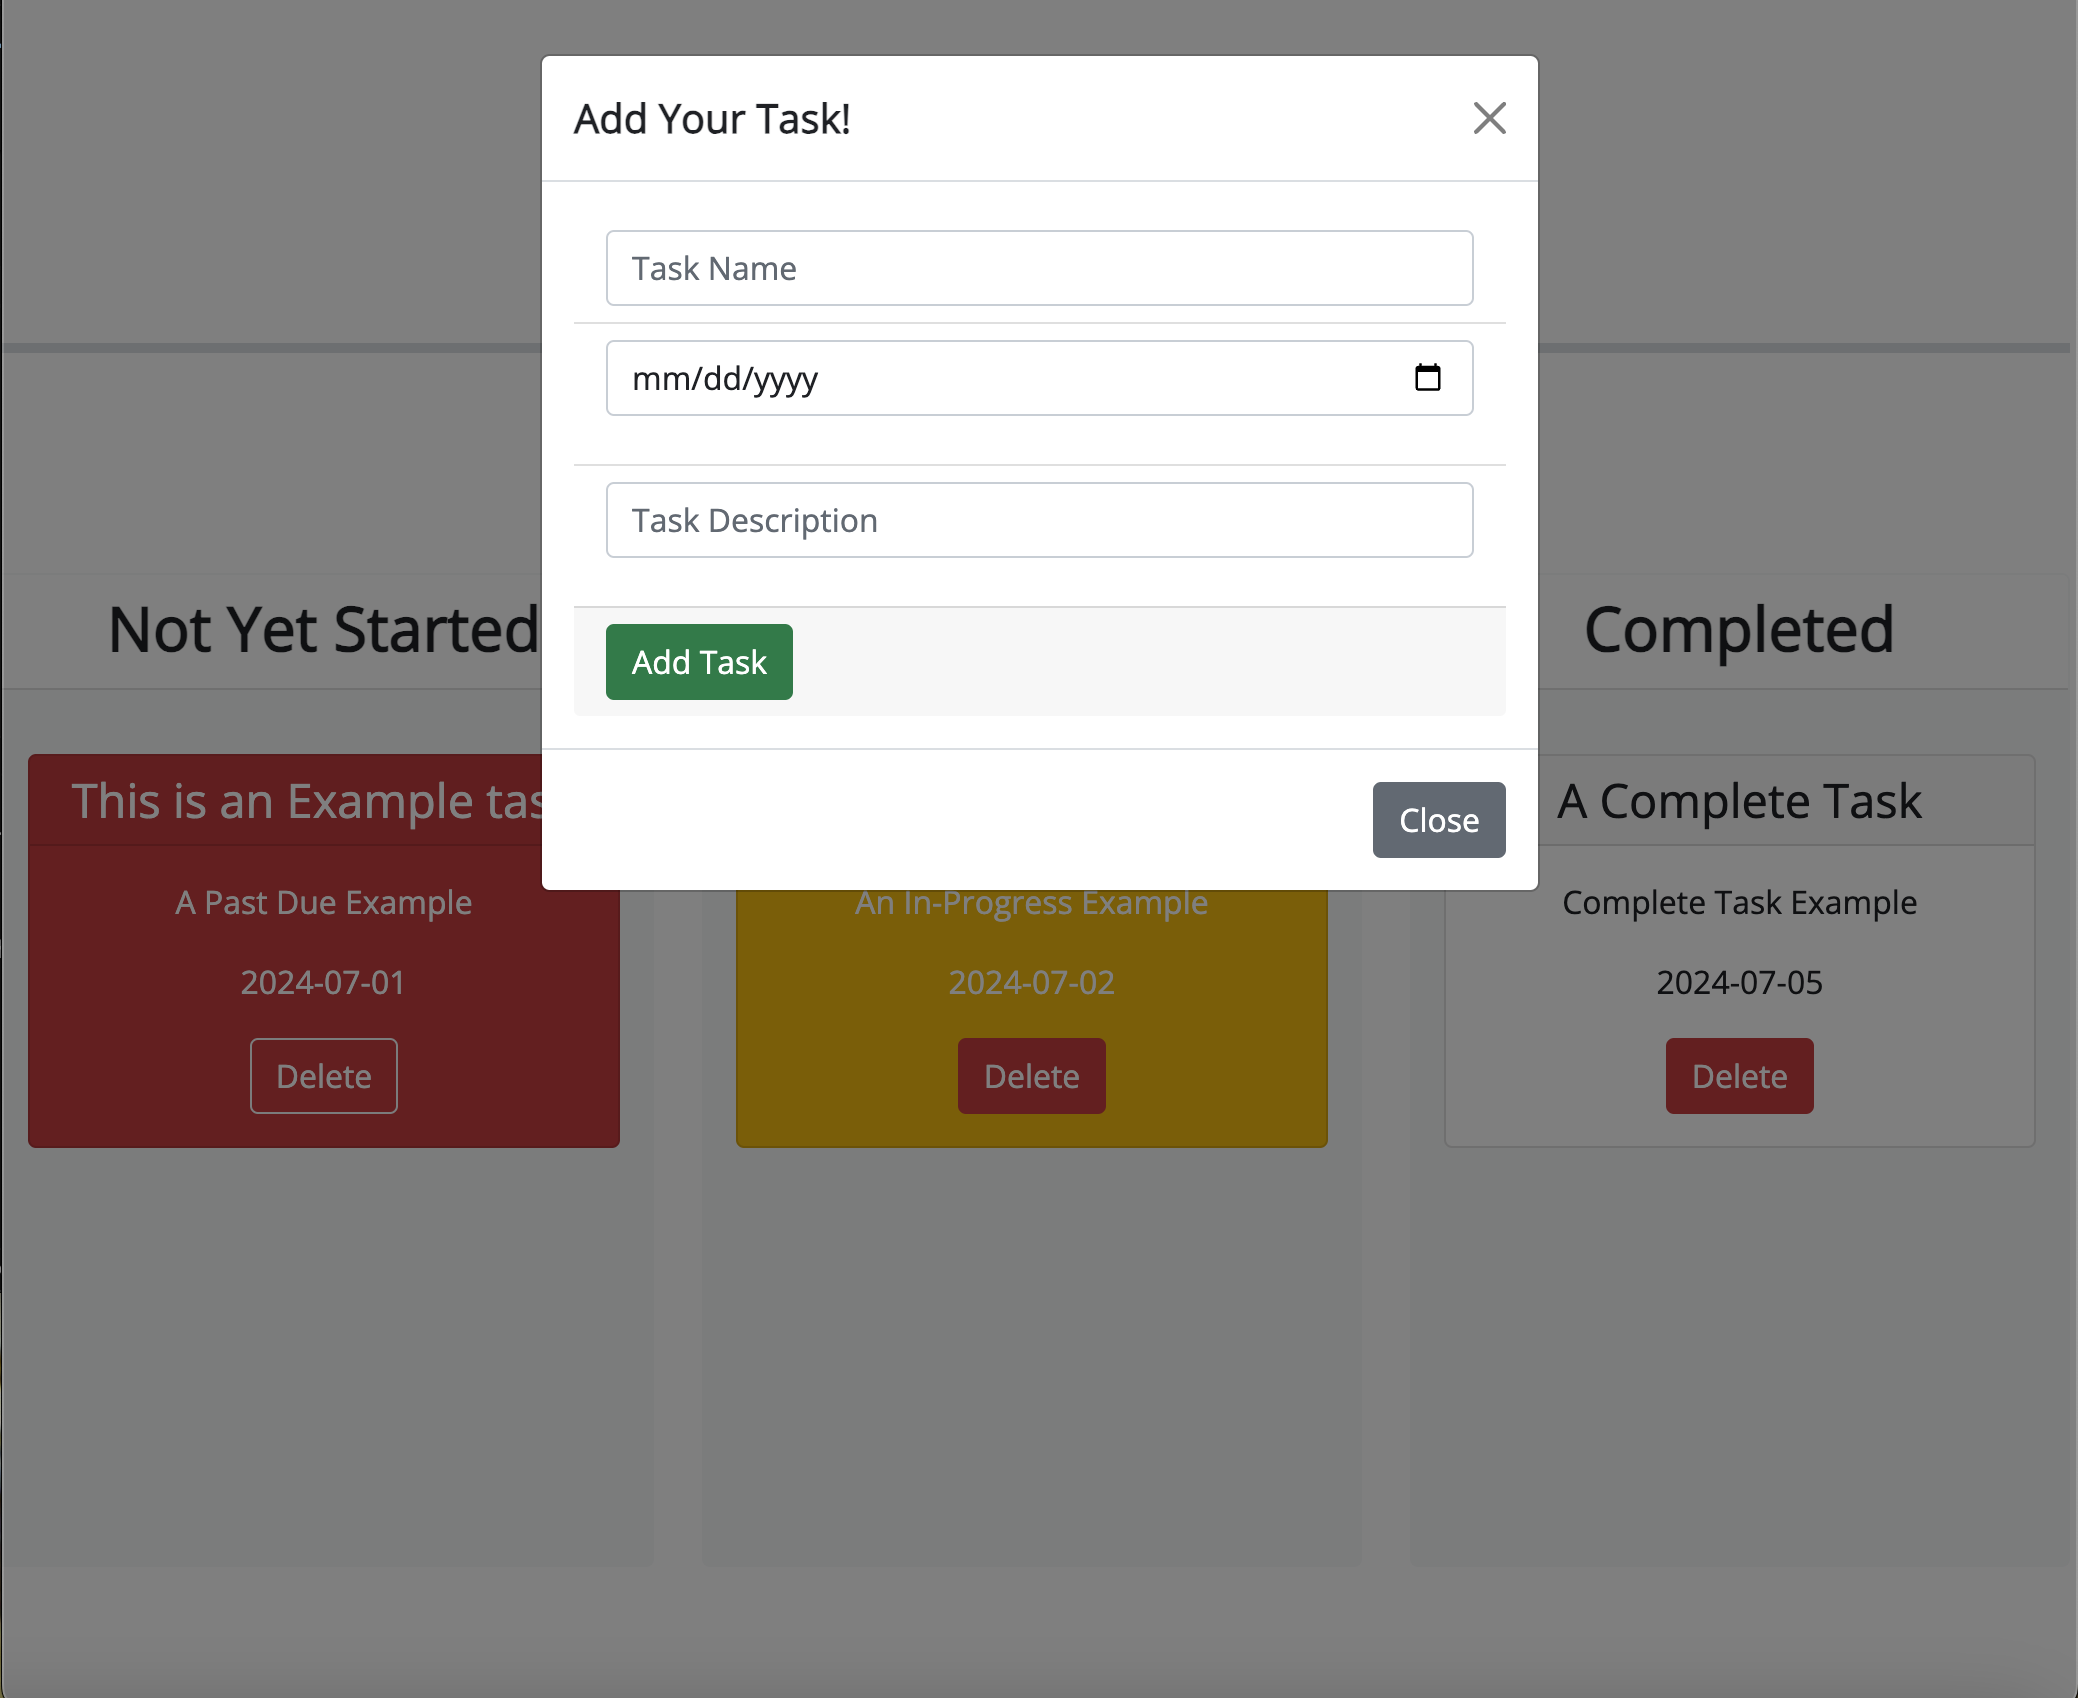 Add Your Task!
Task Name
mm/dd/yyyy
Task Description
Add Task
Close
Not Yet Started
Completed
This is an Example
A Complete Task
A Past Due Example
An In-Progress Example
Complete Task Example
2024-07-01
2024-07-02
2024-07-05
Delete
Delete
Delete